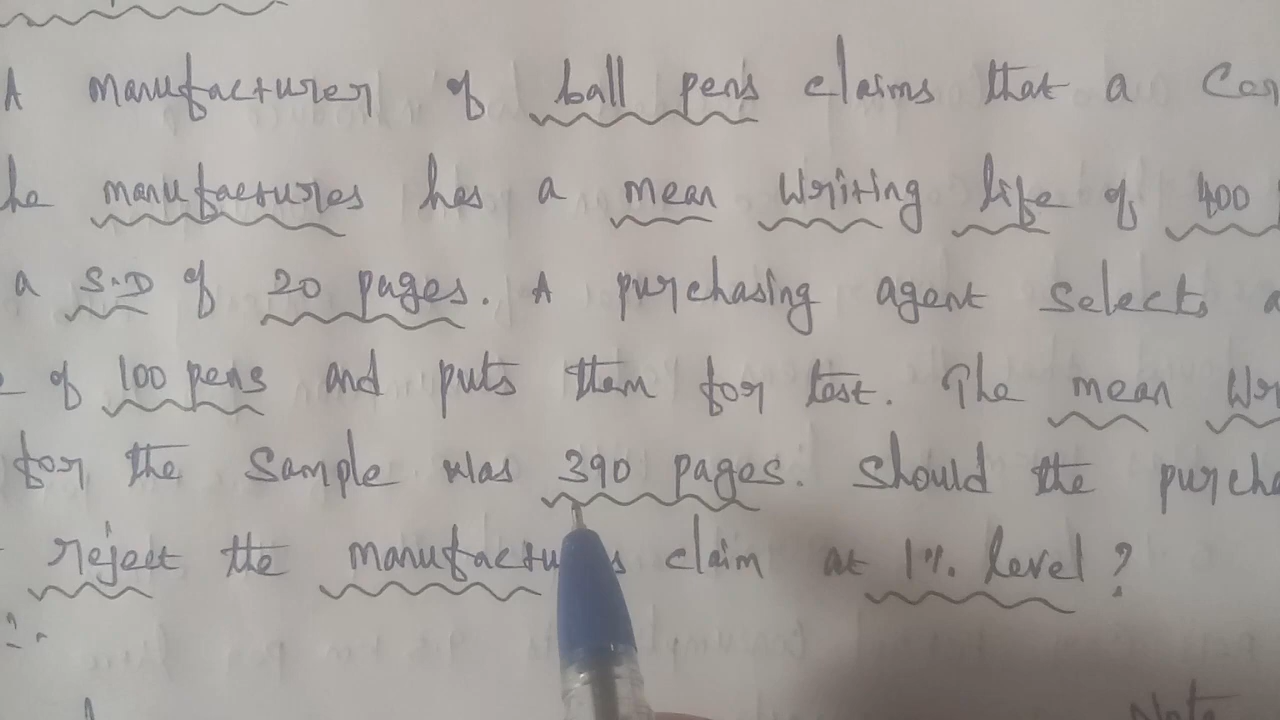 A manufacturer of ball pens claims that a
he manufactures has a mean writing life of 400
a S.D of 20 pages. A purchasing agent selects a
of 100 pens and puts them for test. The mean
for the sample was 390 pages. Should the
reject the manufactures claim at 1% level?
Note